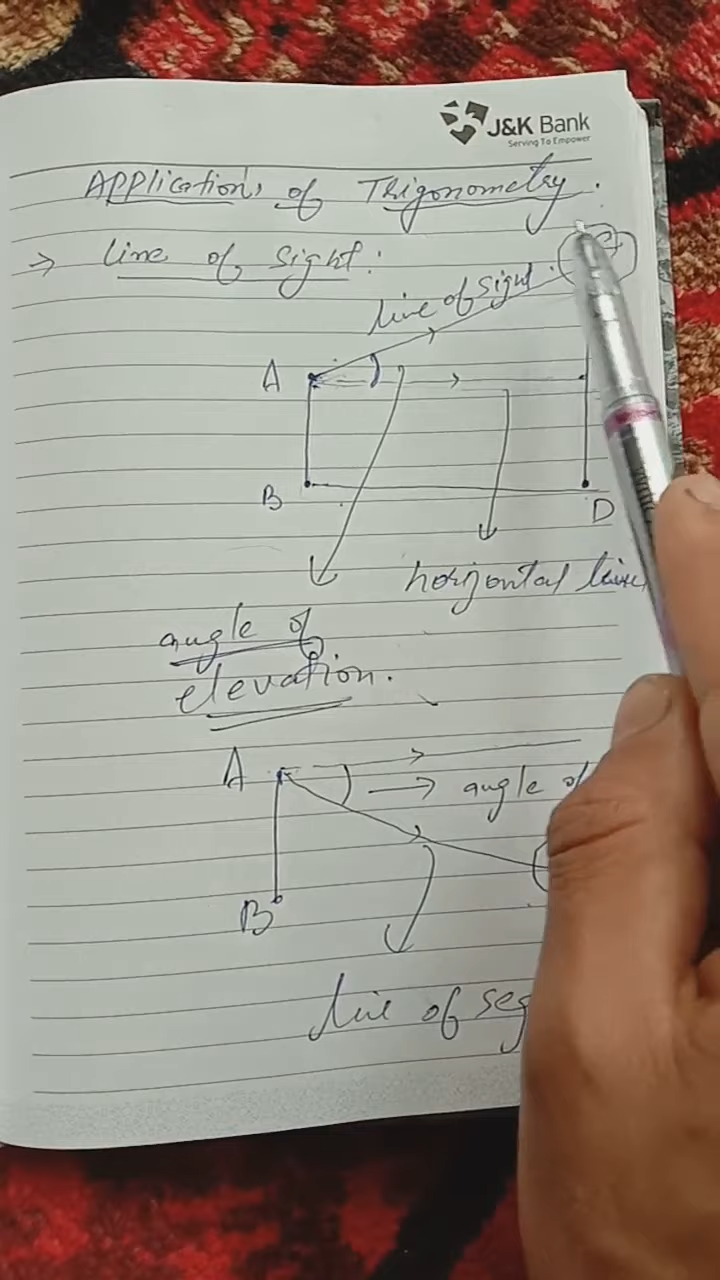 J&K Bank
Serving To Empower
Applications of Trigonometry.
→ line of sight:
line of sight.
A
B
D
horizontal line
angle of
elevation.
A
→ angle of
B
line of